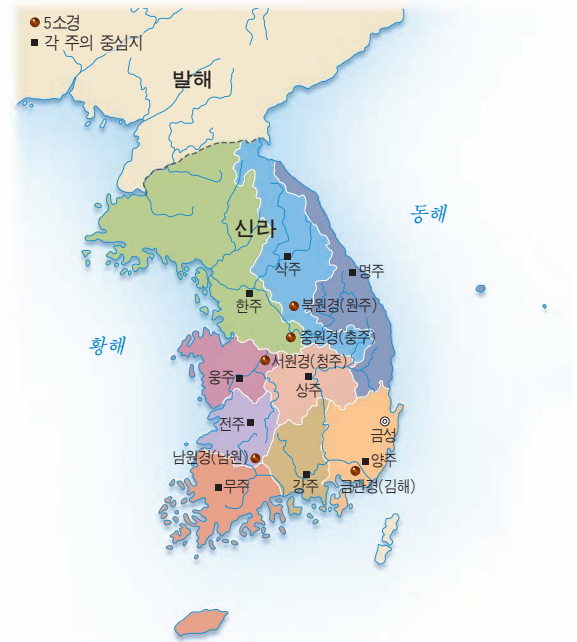 5소경
각 주의 중심지
발해
동해
신라
삭주
명주
한주
북원경(원주)
중원경(충주)
황해
서원경(청주)
웅주
상주
전주
금성
남원경(남원)
양주
무주
강주
금관경(김해)